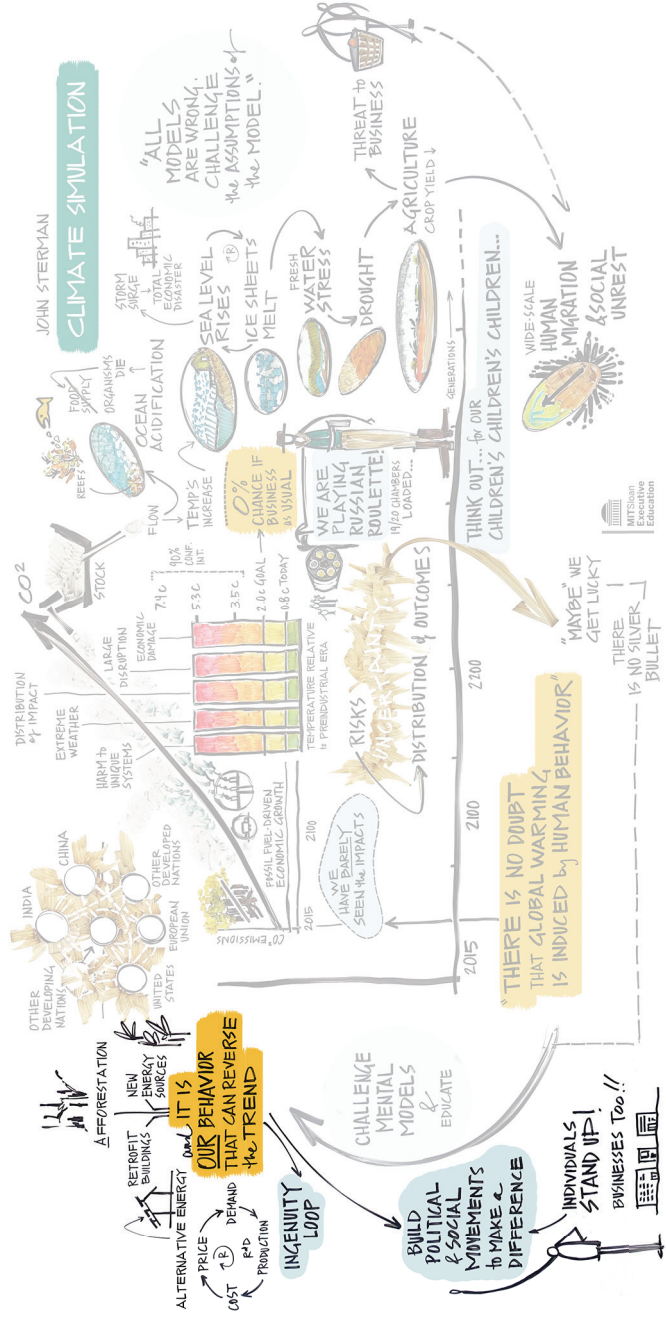 JOHN STERMAN
CLIMATE SIMULATION
AFFORESTATION
RETROFIT
BUILDINGS
NEW
ENERGY
SOURCES
ALTERNATIVE ENERGY
PRICE
DEMAND
R
COST
R&D
PRODUCTION
and IT IS
OUR BEHAVIOR
THAT CAN REVERSE
the TREND
INGENUITY
LOOP
BUILD
POLITICAL
& SOCIAL
MOVEMENTS
to MAKE a
DIFFERENCE
INDIVIDUALS
STAND UP!
BUSINESSES TOO!!
CHALLENGE
MENTAL
MODELS
&
EDUCATE
OTHER
DEVELOPING
NATIONS
INDIA
CHINA
UNITED
STATES
EUROPEAN
UNION
OTHER
DEVELOPED
NATIONS
DISTRIBUTION
of IMPACT
EXTREME
WEATHER
HARM to
UNIQUE
SYSTEMS
LARGE
DISRUPTION
ECONOMIC
DAMAGE
CO²
STOCK
FLOW
CO² EMISSIONS
FOSSIL FUEL-DRIVEN
ECONOMIC GROWTH
2015
2100
7.1 C
5.3 C
3.5 C
2.0 C GOAL
0.8 C TODAY
90%
CONF.
INT.
TEMPERATURE RELATIVE
to PREINDUSTRIAL ERA
TEMP'S
INCREASE
0%
CHANCE IF
BUSINESS
as USUAL
REEFS
FOOD
SUPPLY
ORGANISMS
DIE
OCEAN
ACIDIFICATION
STORM
SURGE
TOTAL
ECONOMIC
DISASTER
SEA LEVEL
RISES
R
ICE SHEETS
MELT
FRESH
WATER
STRESS
DROUGHT
AGRICULTURE
CROP YIELD
THREAT to
BUSINESS
"ALL
MODELS
ARE WRONG.
CHALLENGE
the ASSUMPTIONS of
the MODEL."
WE ARE
PLAYING
RUSSIAN
ROULETTE!
19/20 CHAMBERS
LOADED...
WE
HAVE BARELY
SEEN the IMPACTS
RISKS
UNCERTAINTY
DISTRIBUTION of OUTCOMES
2015
2100
2200
GENERATIONS
THINK OUT... for OUR
CHILDREN'S CHILDREN'S CHILDREN...
WIDE-SCALE
HUMAN
MIGRATION
& SOCIAL
UNREST
"THERE IS NO DOUBT
THAT GLOBAL WARMING
IS INDUCED by HUMAN BEHAVIOR"
"MAYBE" WE
GET LUCKY
THERE
IS NO SILVER
BULLET
MITSloan
Executive
Education